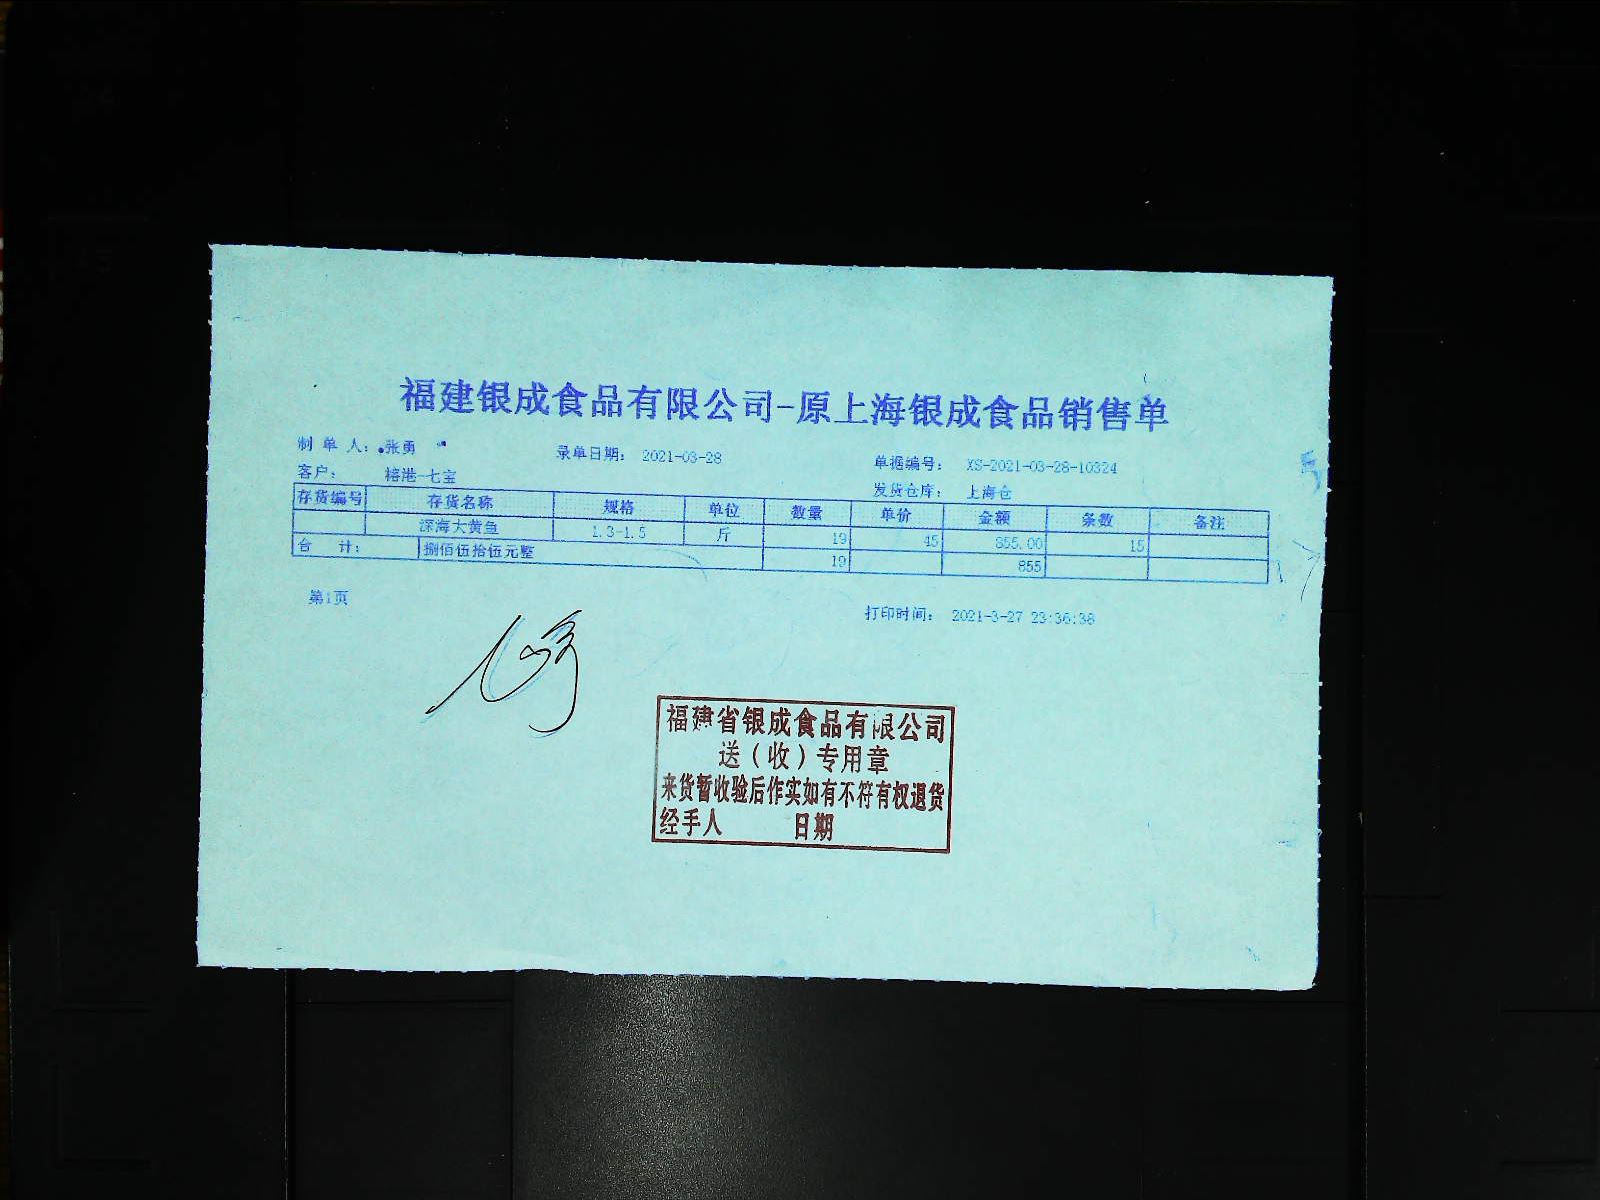 福建银成食品有限公司-原上海银成食品销售单
制 单 人： 张勇 录单日期： 2021-03-28 单据编号： XS-2021-03-28-10324
客户： 榕港-七宝 发货仓库： 上海仓
存货编号 存货名称 规格 单位 数量 单价 金额 条数 备注
深海大黄鱼 1.3-1.5 斤 19 45 855.00 15
合 计： 捌佰伍拾伍元整 19 855
第1页 打印时间： 2021-3-27 23:36:38
福建省银成食品有限公司
送（收）专用章
来货暂收验后作实如有不符有权退货
经手人 日期